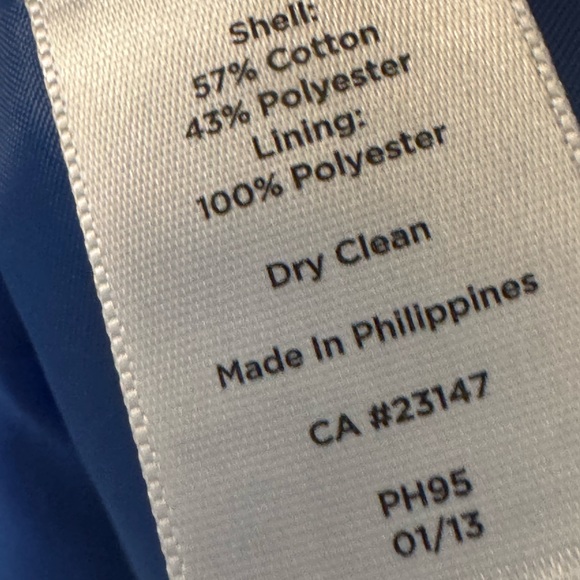 Shell:
57% Cotton
43% Polyester
Lining:
100% Polyester
Dry Clean
Made In Philippines
CA #23147
PH95
01/13